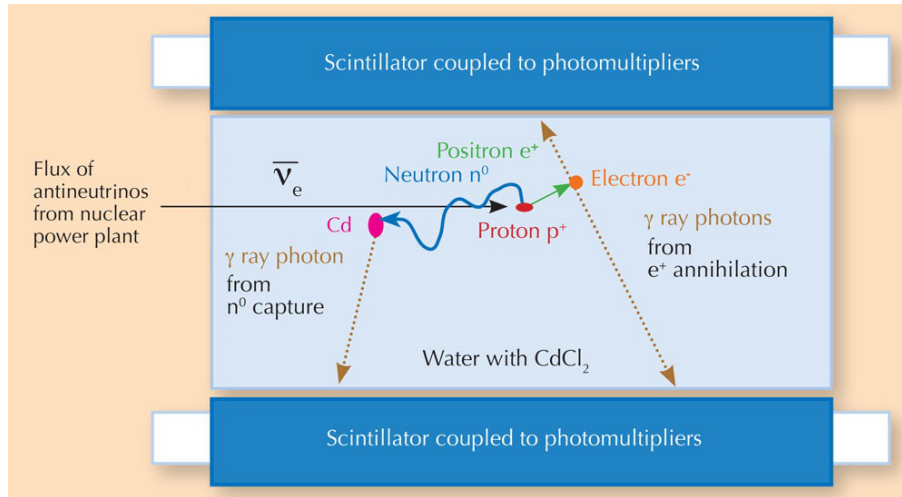 Scintillator coupled to photomultipliers
Flux of
antineutrinos
from nuclear
power plant
ν̅ₑ
Positron e⁺
Neutron n⁰
Electron e⁻
Cd
Proton p⁺
γ ray photon
from
n⁰ capture
γ ray photons
from
e⁺ annihilation
Water with CdCl₂
Scintillator coupled to photomultipliers